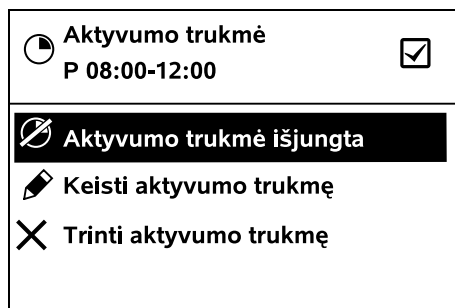 Aktyvumo trukmė
P 08:00-12:00
Aktyvumo trukmė išjungta
Keisti aktyvumo trukmę
Trinti aktyvumo trukmę